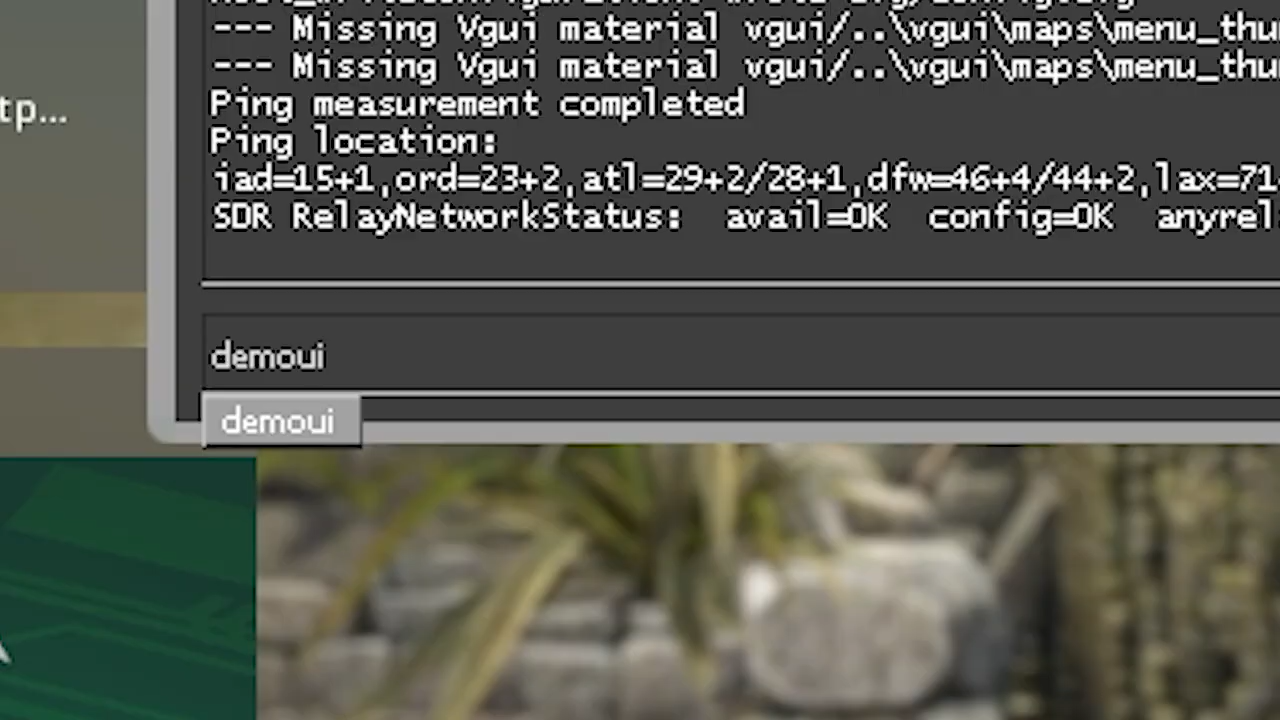 --- Missing Vgui material vgui/..\vgui\maps\menu_thu
--- Missing Vgui material vgui/..\vgui\maps\menu_thu
tp...
Ping measurement completed
Ping location:
iad=15+1,ord=23+2,atl=29+2/28+1,dfw=46+4/44+2,lax=71
SDR RelayNetworkStatus:  avail=OK  config=OK  anyrel
demoui
demoui